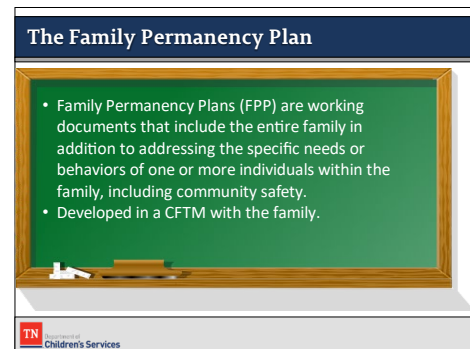 The Family Permanency Plan
• Family Permanency Plans (FPP) are working
documents that include the entire family in
addition to addressing the specific needs or
behaviors of one or more individuals within the
family, including community safety.
• Developed in a CFTM with the family.
TN
Department of
Children's Services